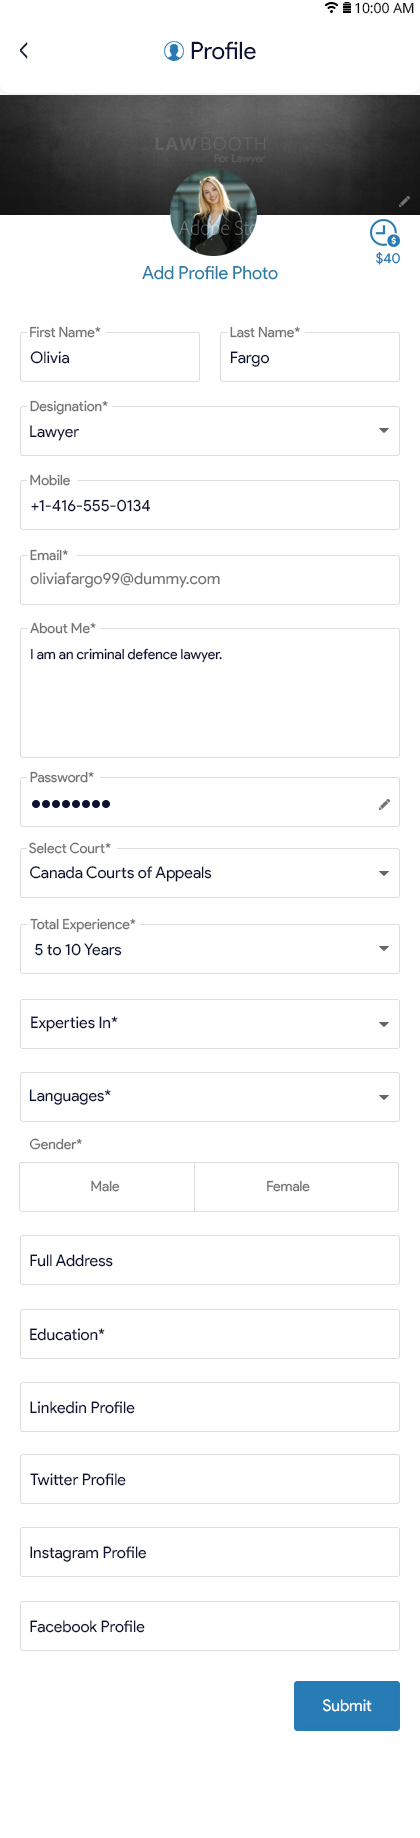 10:00 AM
Profile
LAWBOOTH
For Lawyer
Adobe Sto
$
$40
Add Profile Photo
First Name*
Olivia
Last Name*
Fargo
Designation*
Lawyer
Mobile
+1-416-555-0134
Email*
oliviafargo99@dummy.com
About Me*
I am an criminal defence lawyer.
Password*
Select Court*
Canada Courts of Appeals
Total Experience*
5 to 10 Years
Experties In*
Languages*
Gender*
Male
Female
Full Address
Education*
Linkedin Profile
Twitter Profile
Instagram Profile
Facebook Profile
Submit